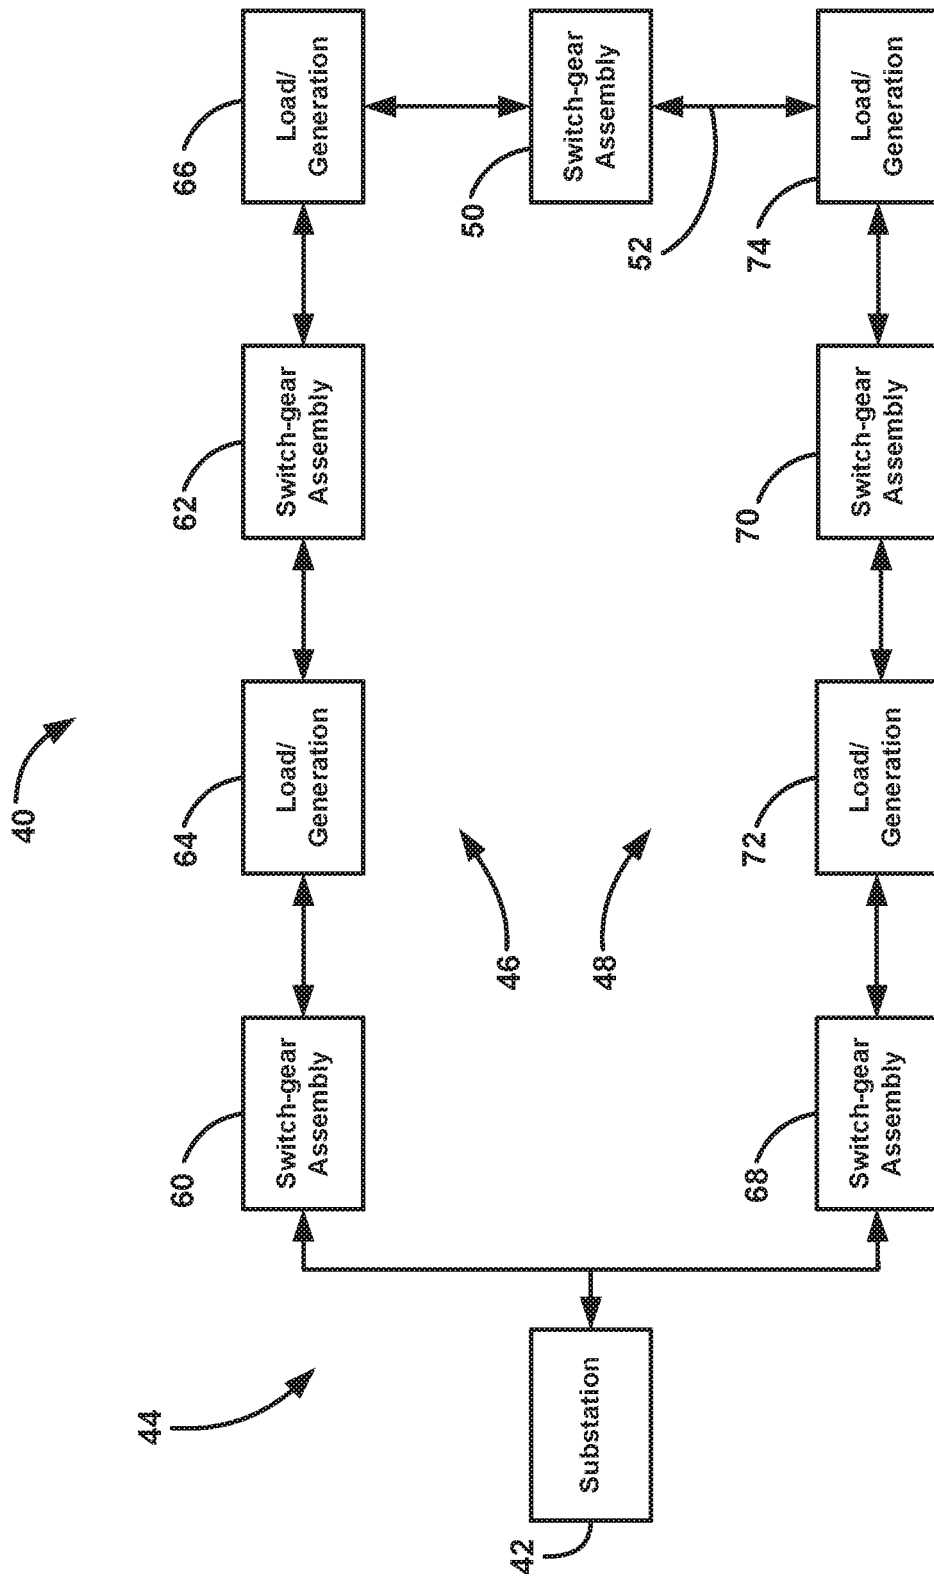 40
66
Load/
Generation
62
Switch-gear
Assembly
64
Load/
Generation
60
Switch-gear
Assembly
44
46
48
50
Switch-gear
Assembly
52
Substation
42
74
Load/
Generation
70
Switch-gear
Assembly
72
Load/
Generation
68
Switch-gear
Assembly